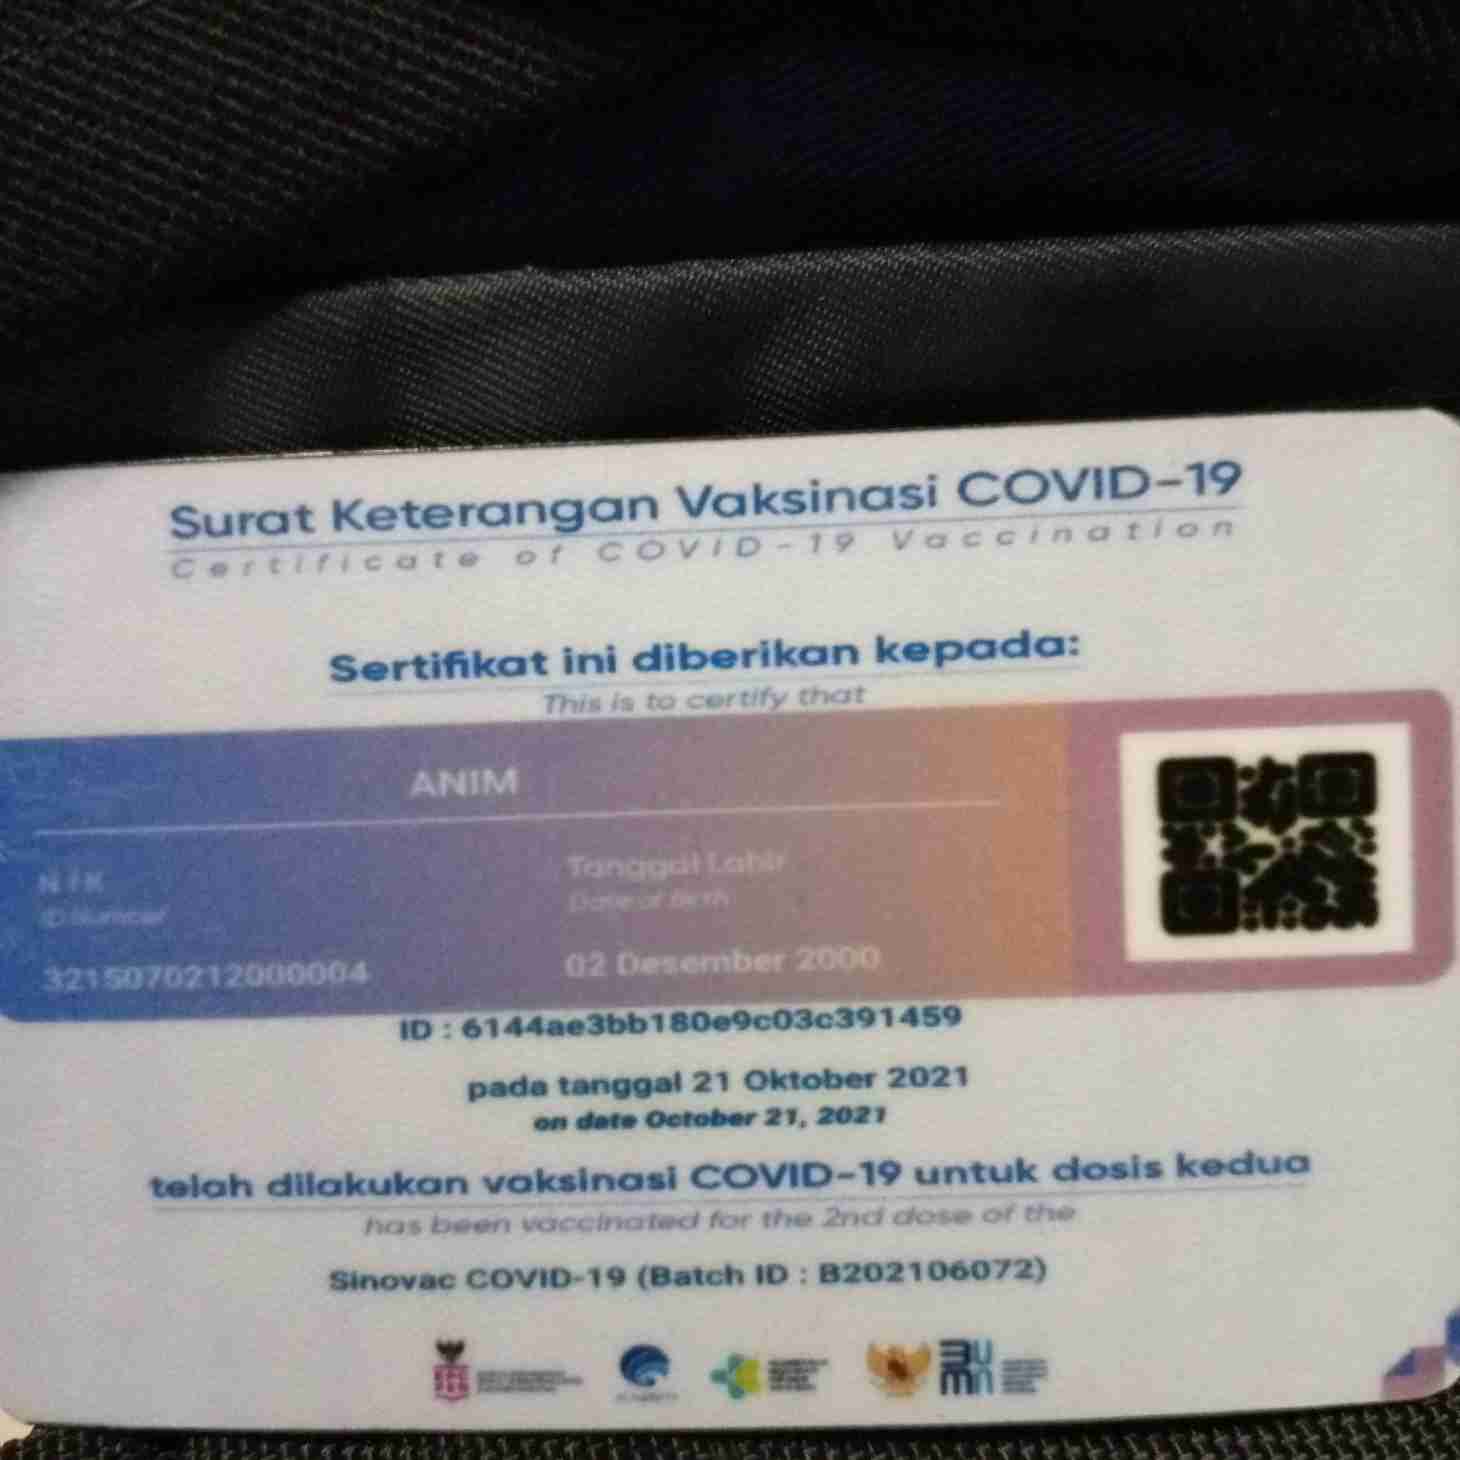 Surat Keterangan Vaksinasi COVID-19
Certificate of COVID-19 Vaccination
Sertifikat ini diberikan kepada:
This is to certify that
ANIM
NIK
Tanggal Lahir
ID Number
Date of Birth
3215070212000004
02 Desember 2000
ID : 6144ae3bb180e9c03c391459
pada tanggal 21 Oktober 2021
on date October 21, 2021
telah dilakukan vaksinasi COVID-19 untuk dosis kedua
has been vaccinated for the 2nd dose of the
Sinovac COVID-19 (Batch ID : B202106072)
BUMN